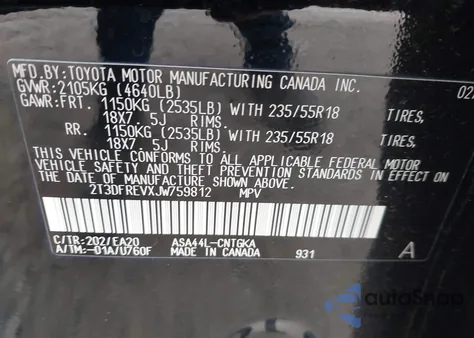 MFD.BY:TOYOTA MOTOR MANUFACTURING CANADA INC. 02
GVWR:2105KG (4640LB)
GAWR:FRT. 1150KG (2535LB) WITH 235/55R18 TIRES,
18X7.5J RIMS.
RR. 1150KG (2535LB) WITH 235/55R18 TIRES,
18X7.5J RIMS.
THIS VEHICLE CONFORMS TO ALL APPLICABLE FEDERAL MOTOR
VEHICLE SAFETY AND THEFT PREVENTION STANDARDS IN EFFECT ON
THE DATE OF MANUFACTURE SHOWN ABOVE.
2T3DFREVXJW759812 MPV
C/TR:202/EA20 ASA44L-CNTGKA
A/TM:-01A/U760F MADE IN CANADA 931 A
autoSnap